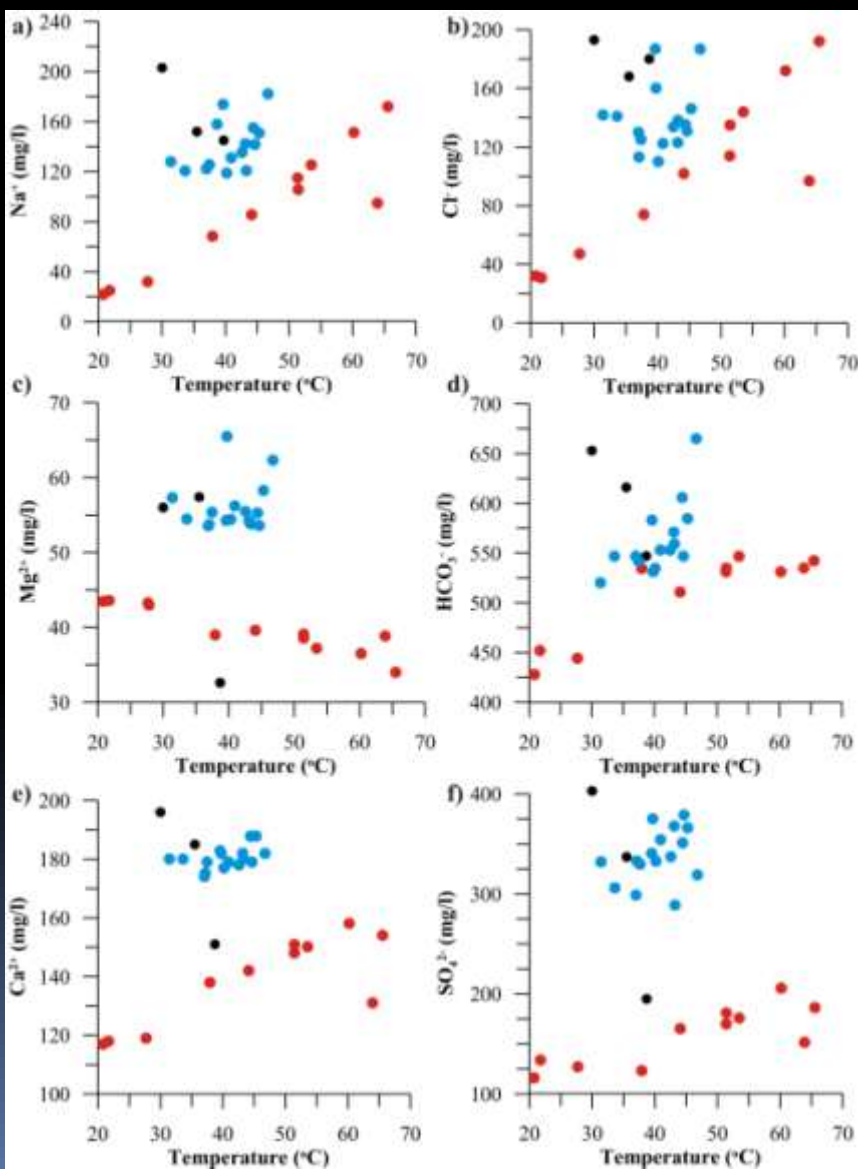 a)
240
200
160
120
80
40
0
Na⁺ (mg/l)
20 30 40 50 60 70
Temperature (°C)
b)
200
160
120
80
40
0
Cl⁻ (mg/l)
20 30 40 50 60 70
Temperature (°C)
c)
70
60
50
40
30
Mg²⁺ (mg/l)
20 30 40 50 60 70
Temperature (°C)
d)
700
650
600
550
500
450
400
HCO₃⁻ (mg/l)
20 30 40 50 60 70
Temperature (°C)
e)
200
180
160
140
120
100
Ca²⁺ (mg/l)
20 30 40 50 60 70
Temperature (°C)
f)
400
300
200
100
SO₄²⁻ (mg/l)
20 30 40 50 60 70
Temperature (°C)